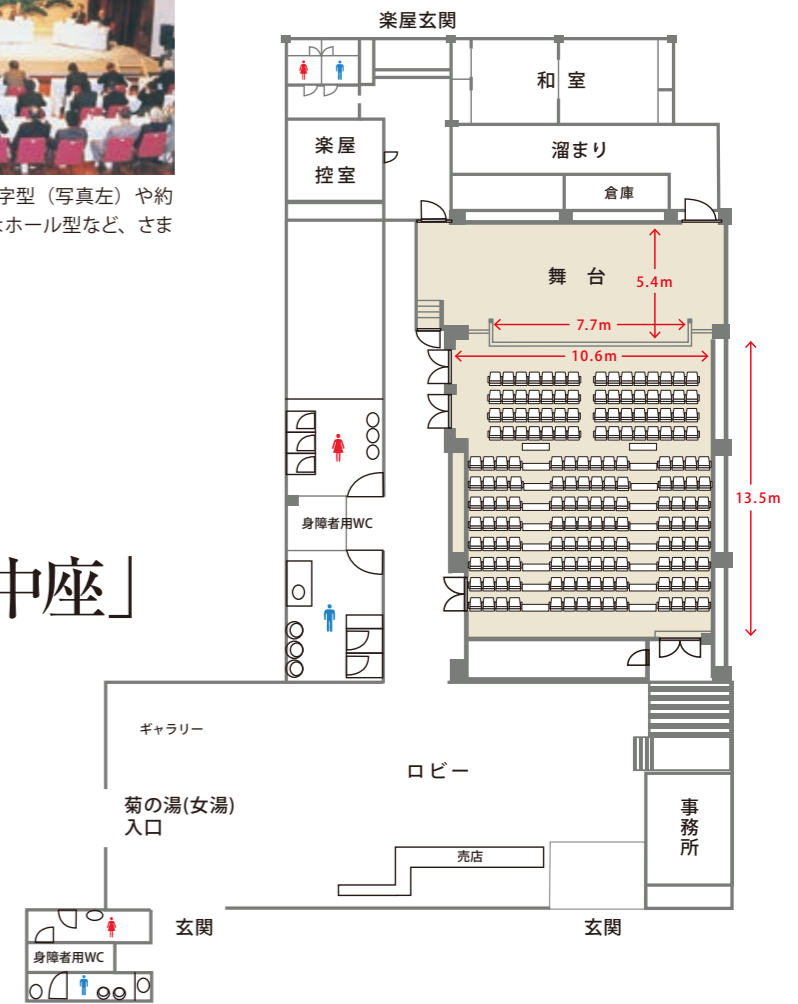 字型（写真左）や約
ホール型など、さま
中座」
楽屋玄関
和 室
楽屋
控室
溜まり
倉庫
舞 台
5.4m
7.7m
10.6m
13.5m
身障者用WC
ギャラリー
ロビー
菊の湯(女湯)
入口
売店
事務所
玄関
玄関
身障者用WC